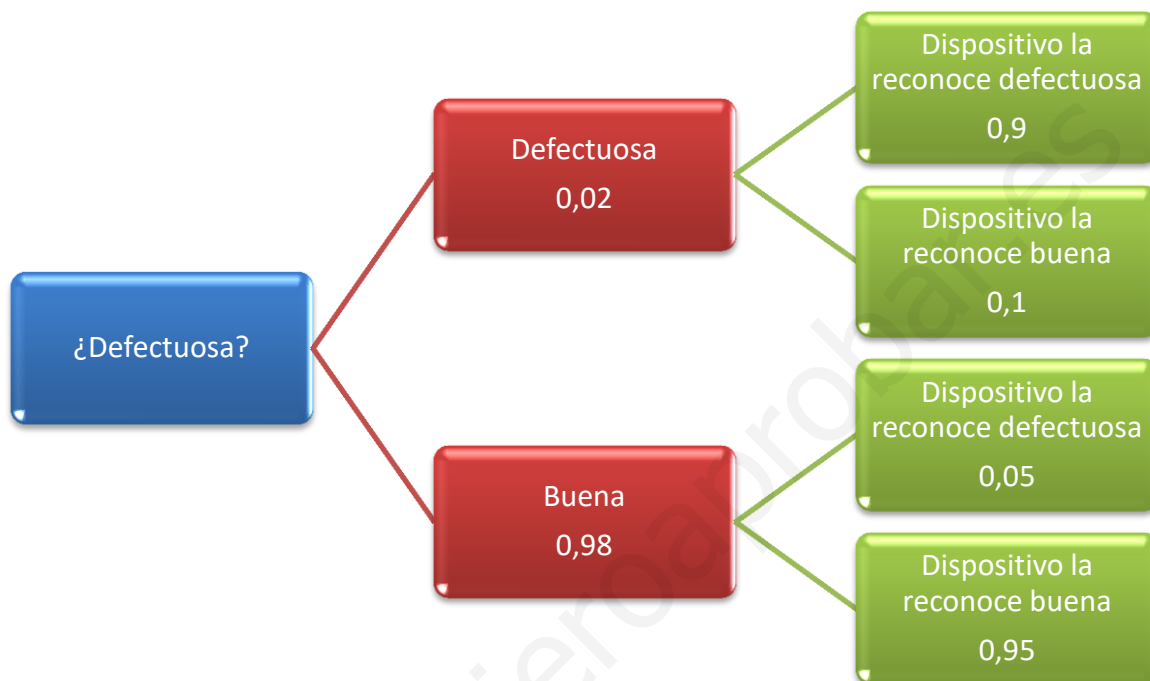 ¿Defectuosa?
Defectuosa
0,02
Buena
0,98
Dispositivo la
reconoce defectuosa
0,9
Dispositivo la
reconoce buena
0,1
Dispositivo la
reconoce defectuosa
0,05
Dispositivo la
reconoce buena
0,95